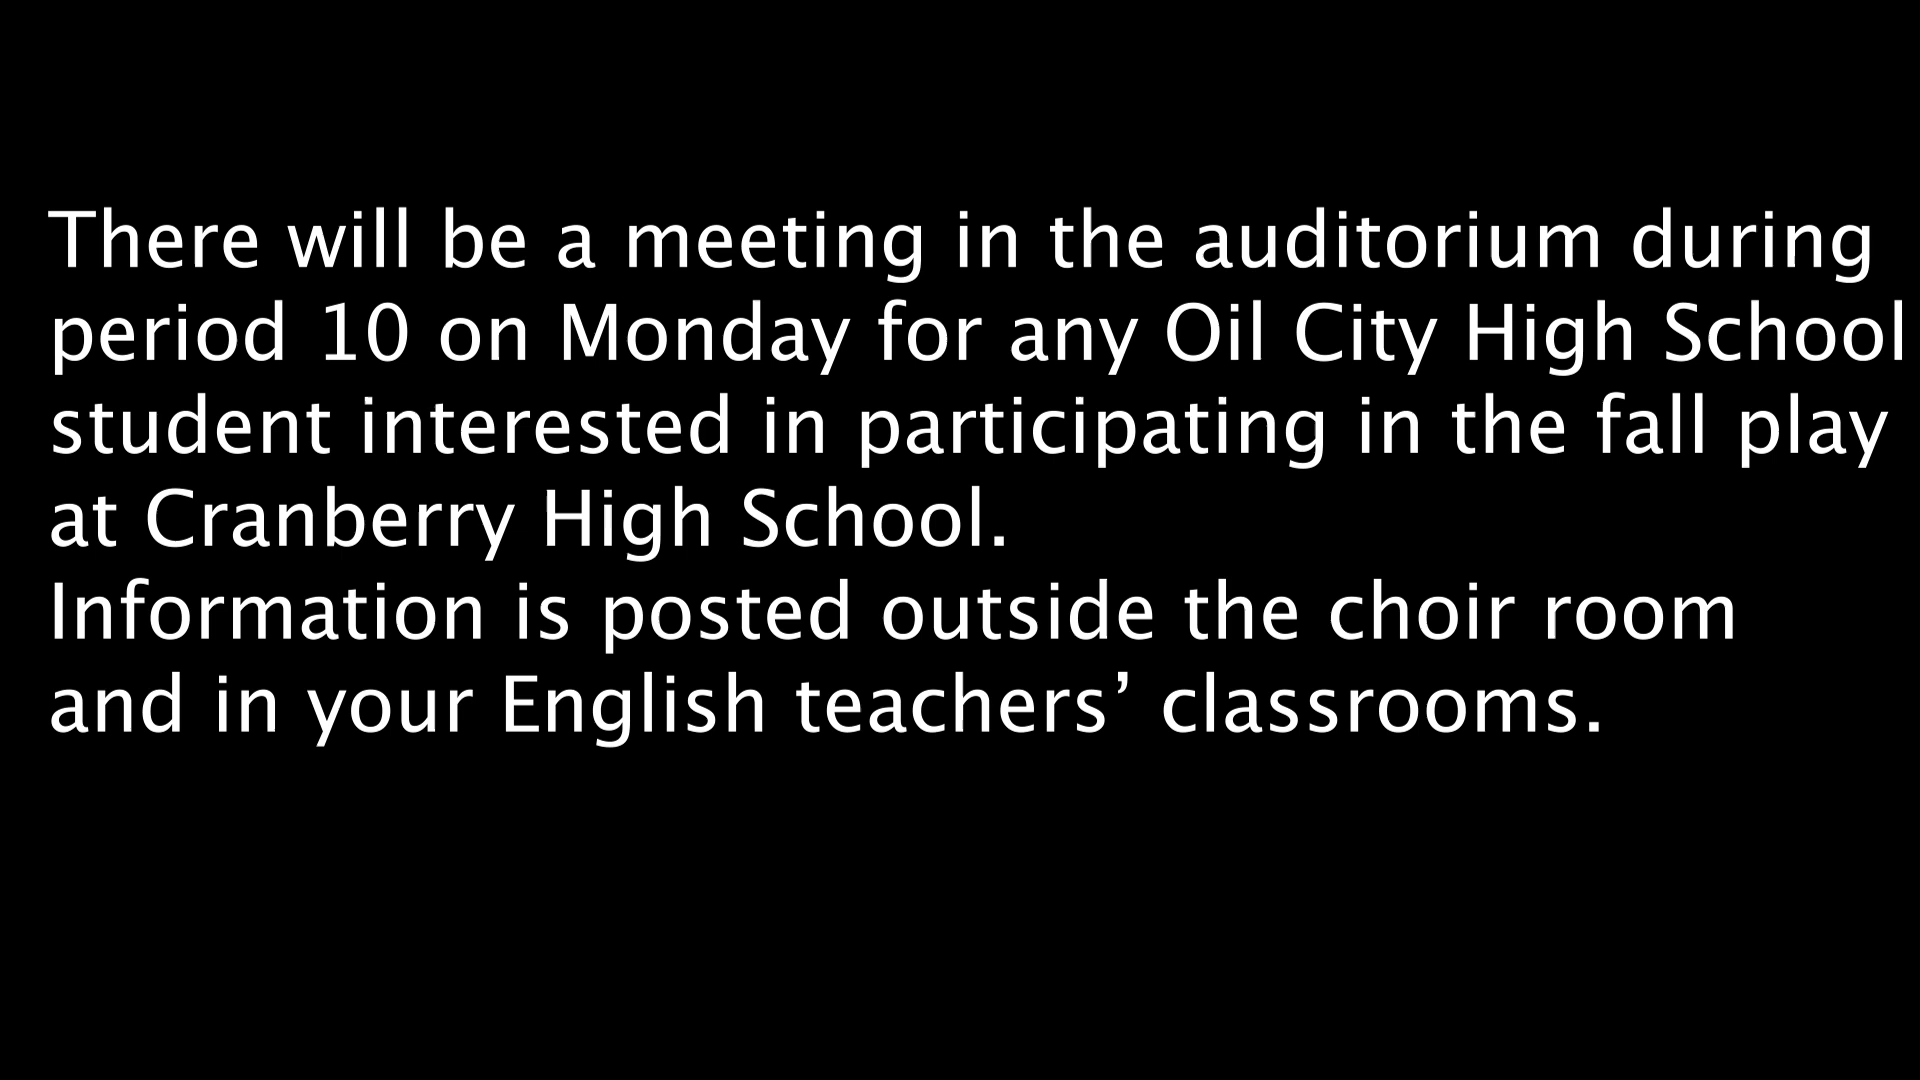 There will be a meeting in the auditorium during
period 10 on Monday for any Oil City High School
student interested in participating in the fall play
at Cranberry High School.
Information is posted outside the choir room
and in your English teachers’ classrooms.